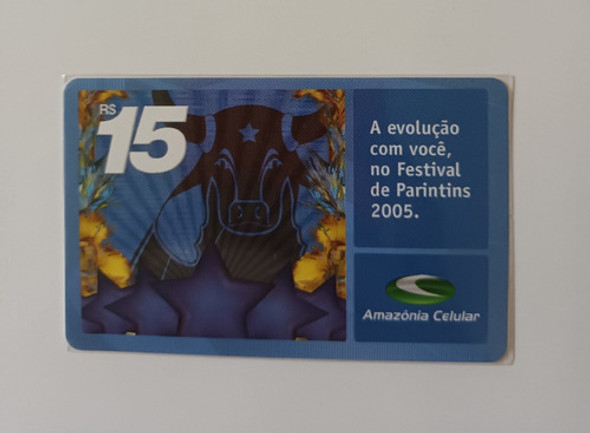 R$
15
A evolução
com você,
no Festival
de Parintins
2005.
Amazônia Celular